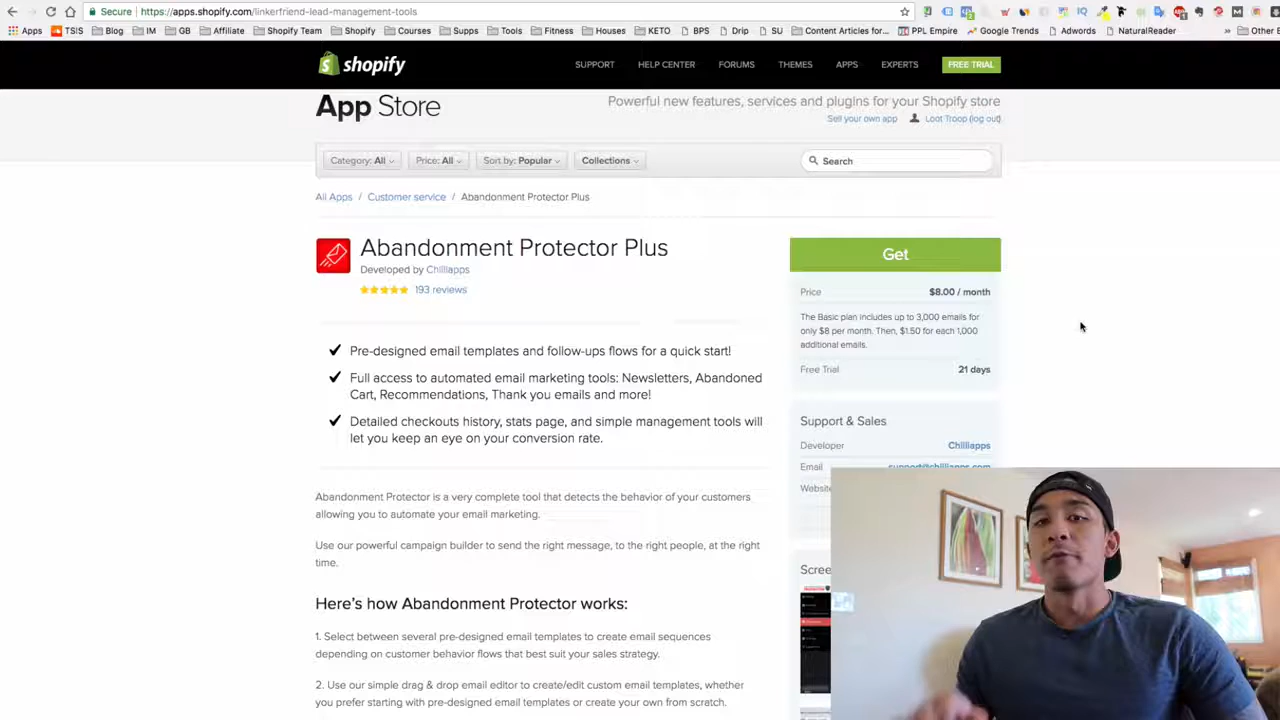 Secure
https://apps.shopify.com/linkerfriend-lead-management-tools
Apps TSIS Blog IM GB Affiliate Shopify Team Shopify Courses Supps Tools Fitness Houses KETO BPS Drip SU Content Articles for... PPL Empire Google Trends Adwords NaturalReader » Other
shopify
SUPPORT HELP CENTER FORUMS THEMES APPS EXPERTS FREE TRIAL
App Store
Powerful new features, services and plugins for your Shopify store
Sell your own app Loot Troop (log out)
Category: All Price: All Sort by: Popular Collections Search
All Apps / Customer service / Abandonment Protector Plus
Abandonment Protector Plus
Developed by Chilliapps
193 reviews
Get
Price $8.00 / month
The Basic plan includes up to 3,000 emails for
only $8 per month. Then, $1.50 for each 1,000
additional emails.
Free Trial 21 days
Pre-designed email templates and follow-ups flows for a quick start!
Full access to automated email marketing tools: Newsletters, Abandoned
Cart, Recommendations, Thank you emails and more!
Detailed checkouts history, stats page, and simple management tools will
let you keep an eye on your conversion rate.
Support & Sales
Developer Chilliapps
Email support@chilliapps.com
Abandonment Protector is a very complete tool that detects the behavior of your customers
allowing you to automate your email marketing.
Use our powerful campaign builder to send the right message, to the right people, at the right
time.
Here's how Abandonment Protector works:
1. Select between several pre-designed email templates to create email sequences
depending on customer behavior flows that best suit your sales strategy.
2. Use our simple drag & drop email editor to create/edit custom email templates, whether
you prefer starting with pre-designed email templates or create your own from scratch.